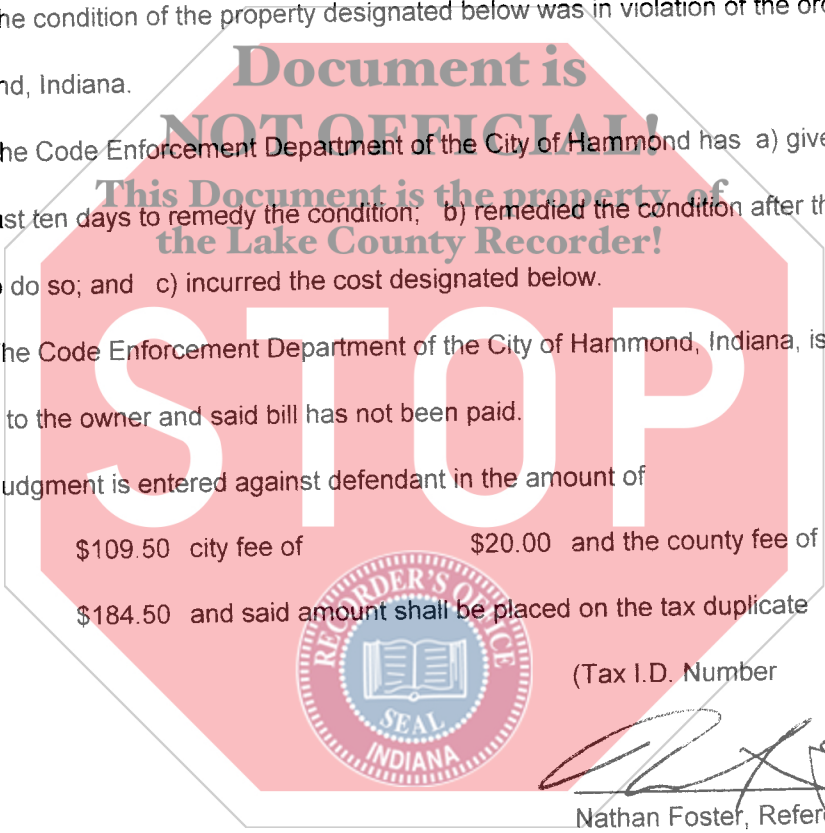 he condition of the property designated below was in violation of the ord
Document is
nd, Indiana.
NOT OFFICIAL!
he Code Enforcement Department of the City of Hammond has a) give
This Document is the property of
st ten days to remedy the condition; b) remedied the condition after th
the Lake County Recorder!
do so; and c) incurred the cost designated below.
STOP
he Code Enforcement Department of the City of Hammond, Indiana, is
to the owner and said bill has not been paid.
udgment is entered against defendant in the amount of
$109.50 city fee of $20.00 and the county fee of
$184.50 and said amount shall be placed on the tax duplicate
RECORDER'S OFFICE
(Tax I.D. Number
SEAL
INDIANA
Nathan Foster, Refer